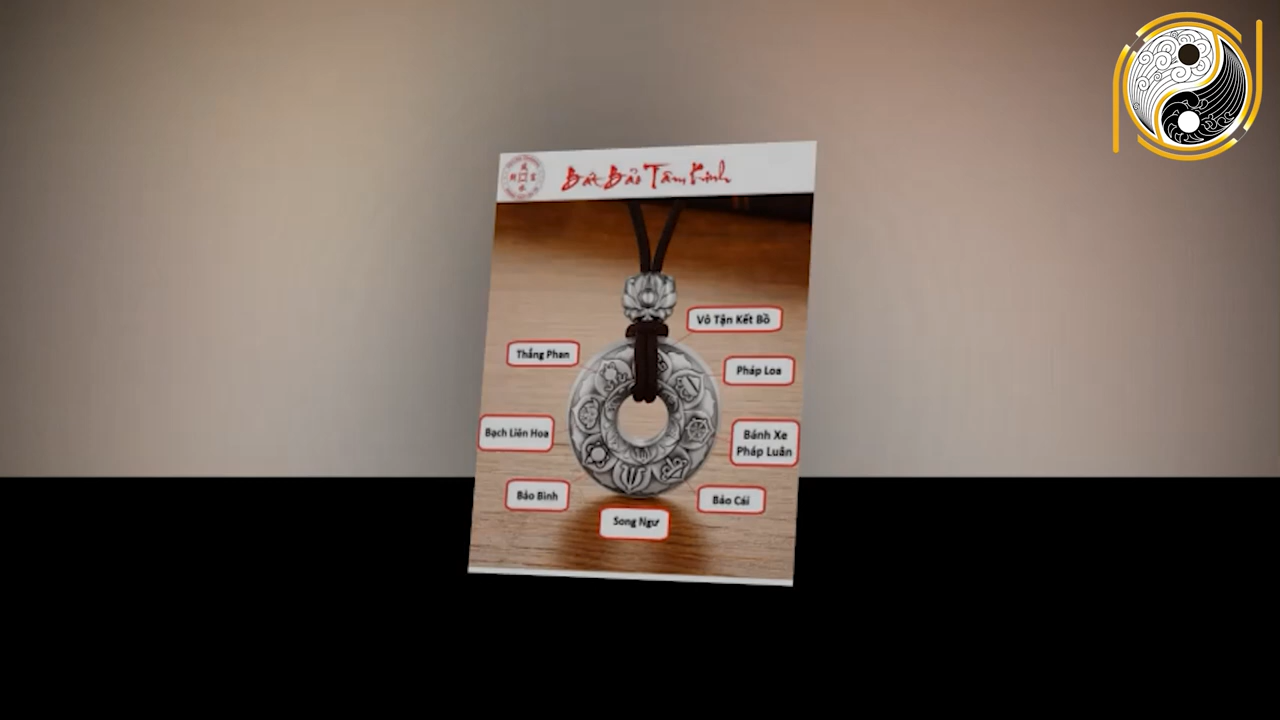 Bát Bảo Tâm Kinh
Vô Tận Kết Bồ
Thắng Phan
Pháp Loa
Bạch Liên Hoa
Bánh Xe
Pháp Luân
Bảo Bình
Bảo Cái
Song Ngư